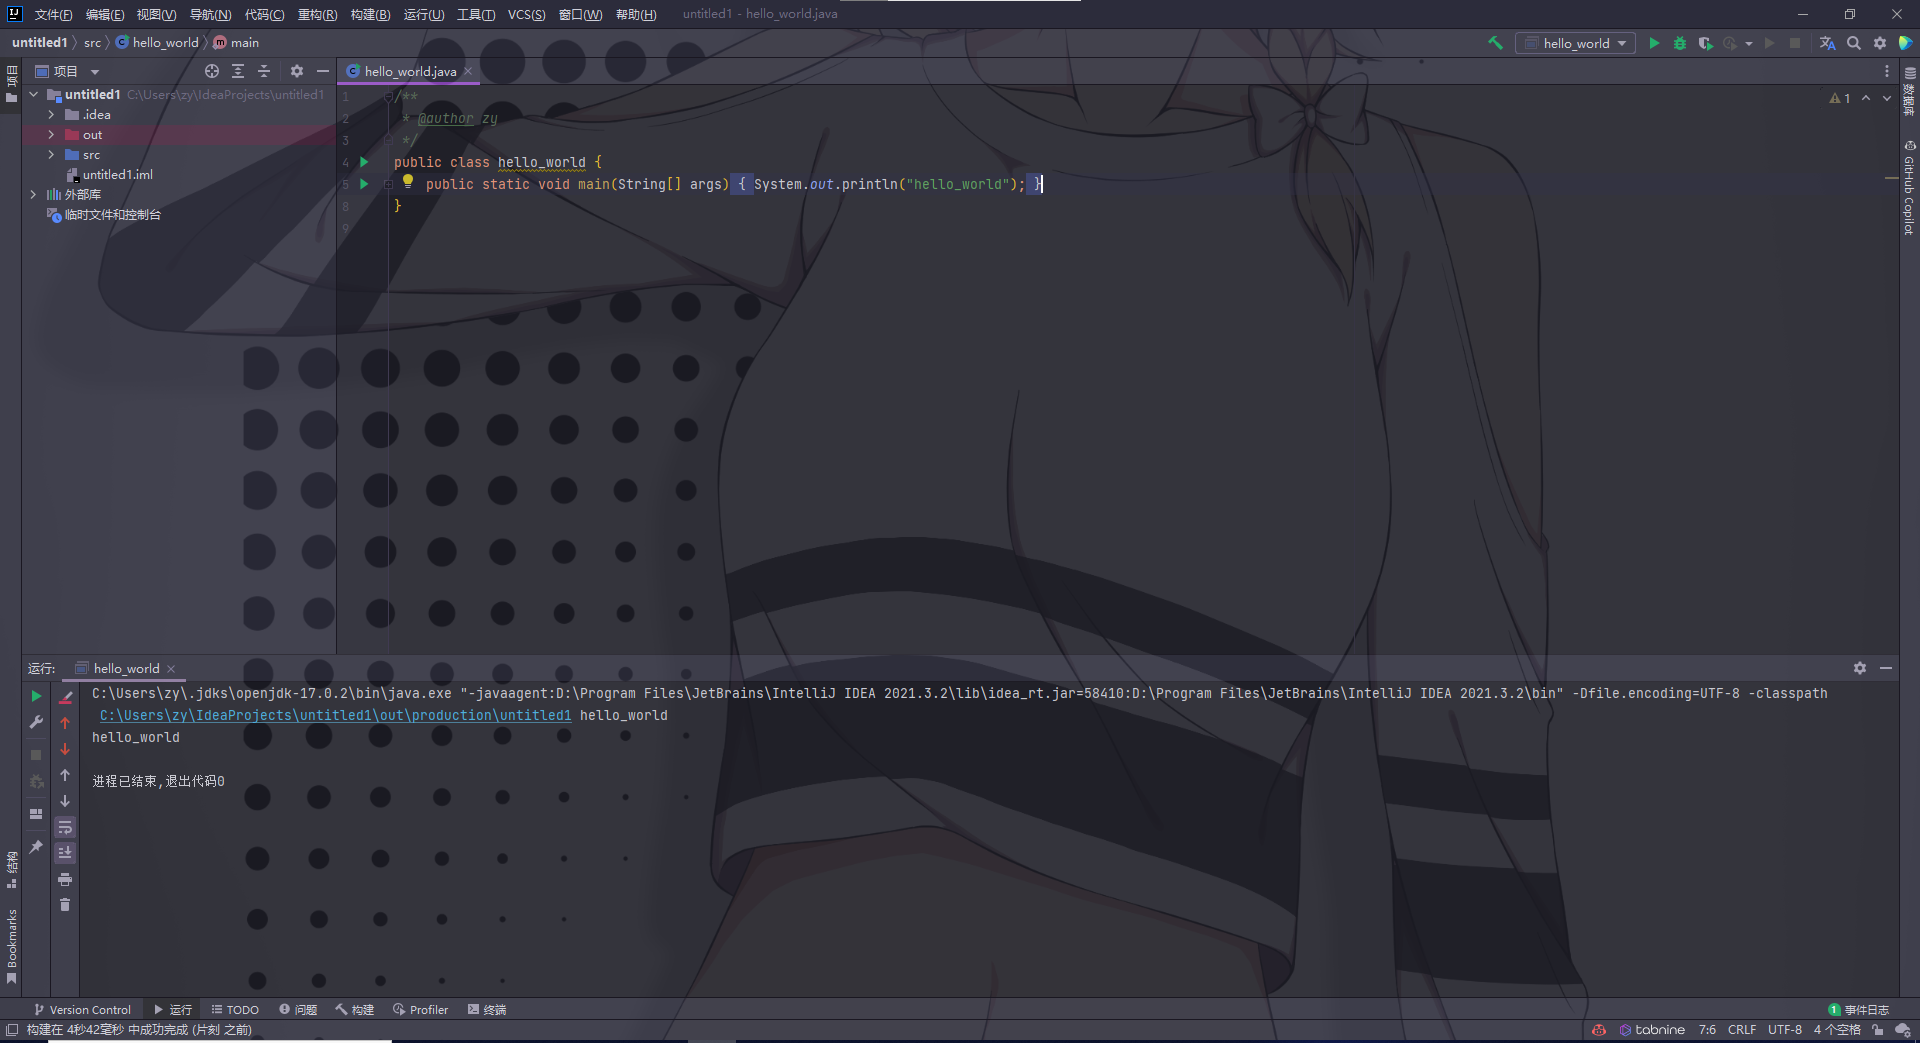 文件(F) 编辑(E) 视图(V) 导航(N) 代码(C) 重构(R) 构建(B) 运行(U) 工具(T) VCS(S) 窗口(W) 帮助(H) untitled1 - hello_world.java
untitled1 src hello_world main
hello_world
项目
项目
hello_world.java
untitled1 C:\Users\zy\IdeaProjects\untitled1
.idea
out
src
untitled1.iml
外部库
临时文件和控制台
1 /**
2 * @author zy
3 */
4 public class hello_world {
5 public static void main(String[] args) { System.out.println("hello_world"); }
8 }
9
1
数据库
GitHub Copilot
运行: hello_world
C:\Users\zy\.jdks\openjdk-17.0.2\bin\java.exe "-javaagent:D:\Program Files\JetBrains\IntelliJ IDEA 2021.3.2\lib\idea_rt.jar=58410:D:\Program Files\JetBrains\IntelliJ IDEA 2021.3.2\bin" -Dfile.encoding=UTF-8 -classpath
C:\Users\zy\IdeaProjects\untitled1\out\production\untitled1 hello_world
hello_world
进程已结束,退出代码0
结构
Bookmarks
Version Control 运行 TODO 问题 构建 Profiler 终端 1 事件日志
构建在 4秒42毫秒 中成功完成 (片刻 之前) tabnine 7:6 CRLF UTF-8 4 个空格